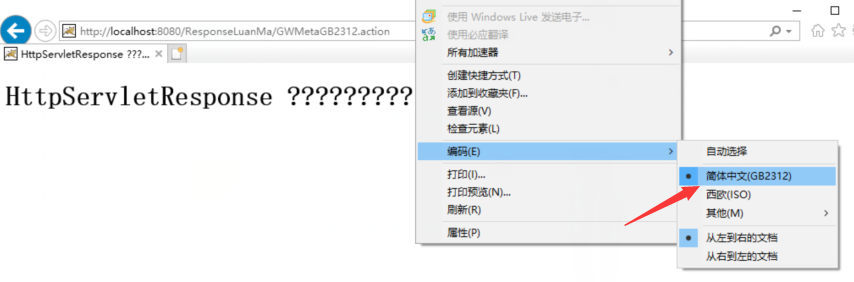 http://localhost:8080/ResponseLuanMa/GWMetaGB2312.action
HttpServletResponse ???...
HttpServletResponse ?????????
使用 Windows Live 发送电子...
使用必应翻译
所有加速器
创建快捷方式(T)
添加到收藏夹(F)...
查看源(V)
检查元素(L)
编码(E)
打印(I)...
打印预览(N)...
刷新(R)
属性(P)
自动选择
简体中文(GB2312)
西欧(ISO)
其他(M)
从左到右的文档
从右到左的文档